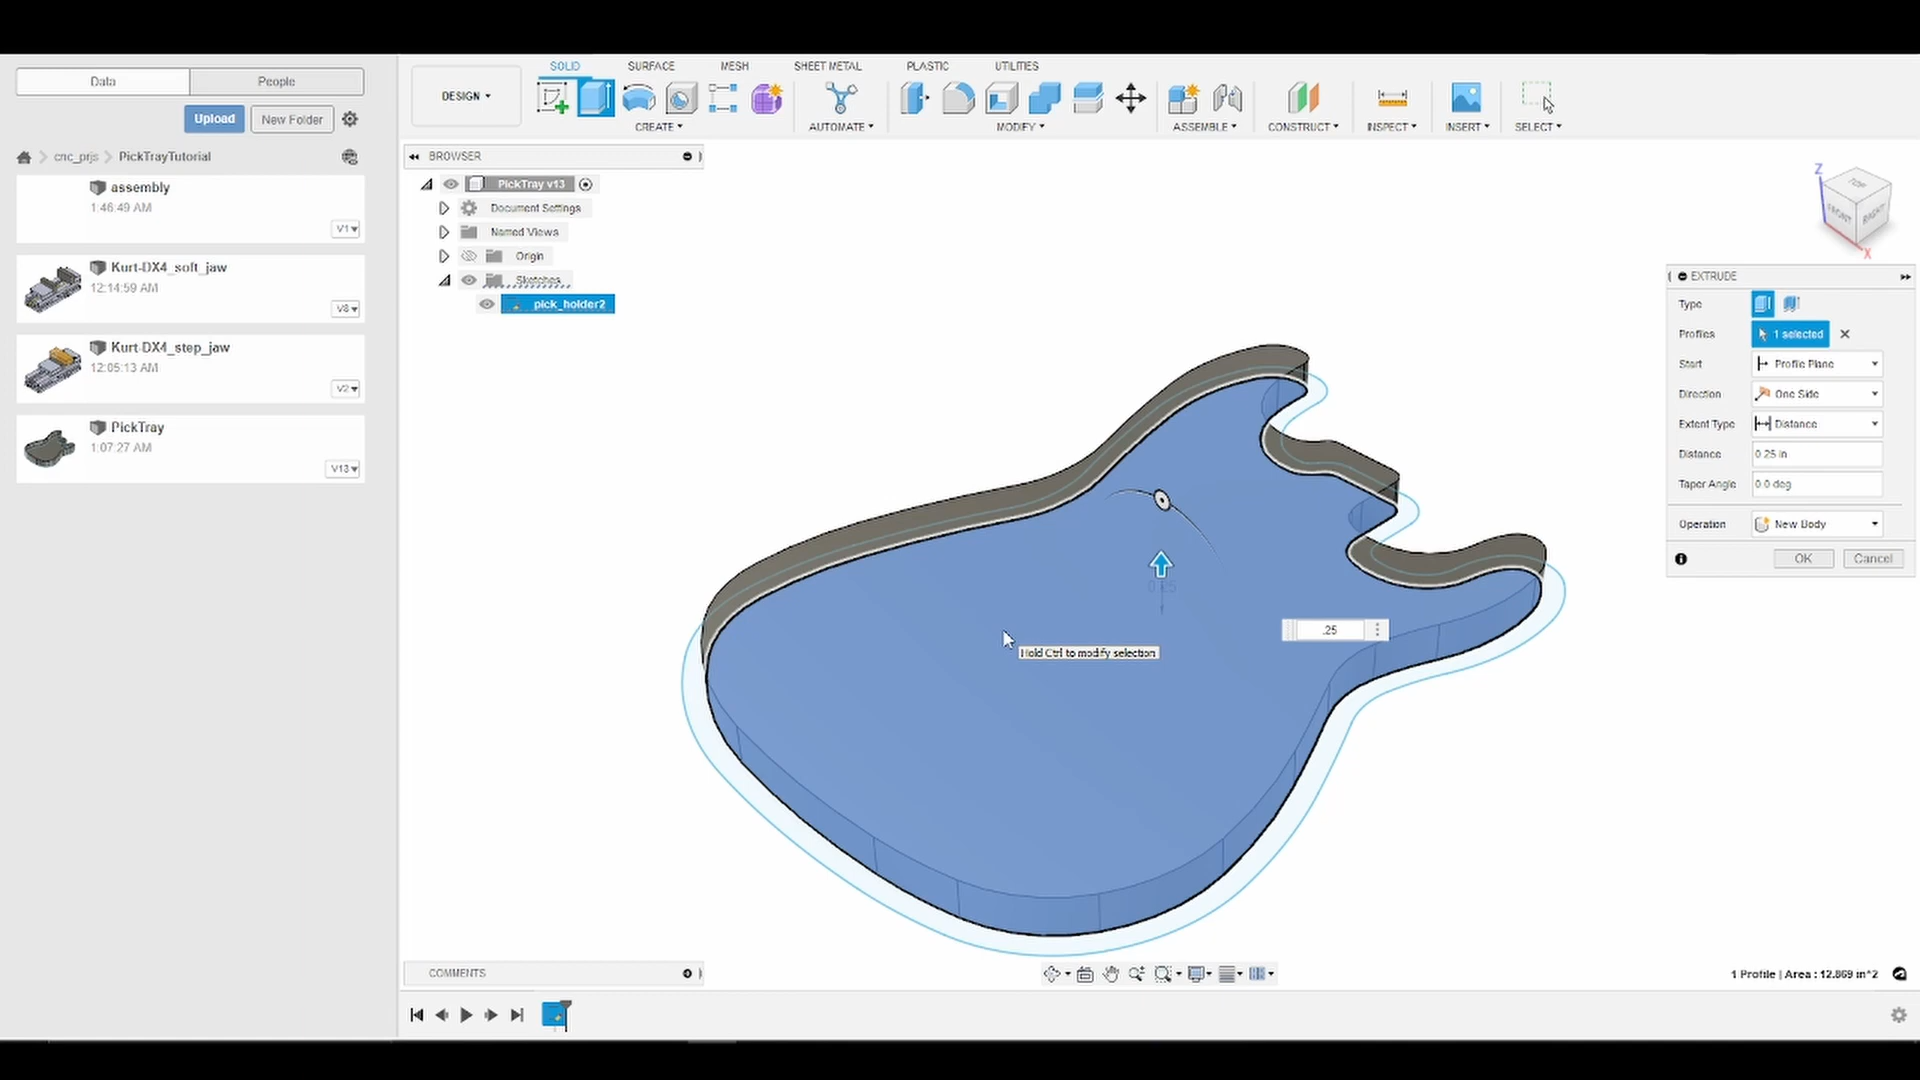 Data
People
Upload
New Folder
cnc_prjs
PickTrayTutorial
assembly
1:46:49 AM
V1
Kurt-DX4_soft_jaw
12:14:59 AM
V8
Kurt-DX4_step_jaw
12:05:13 AM
V2
PickTray
1:07:27 AM
V13
SOLID
SURFACE
MESH
SHEET METAL
PLASTIC
UTILITIES
DESIGN
CREATE
AUTOMATE
MODIFY
ASSEMBLE
CONSTRUCT
INSPECT
INSERT
SELECT
BROWSER
PickTray v13
Document Settings
Named Views
Origin
Sketches
pick_holder2
Z
TOP
FRONT
RIGHT
X
EXTRUDE
Type
Profiles
1 selected
Start
Profile Plane
Direction
One Side
Extent Type
Distance
Distance
0.25 in
Taper Angle
0.0 deg
Operation
New Body
OK
Cancel
.25
Hold Ctrl to modify selection
COMMENTS
1 Profile | Area : 12.869 in^2